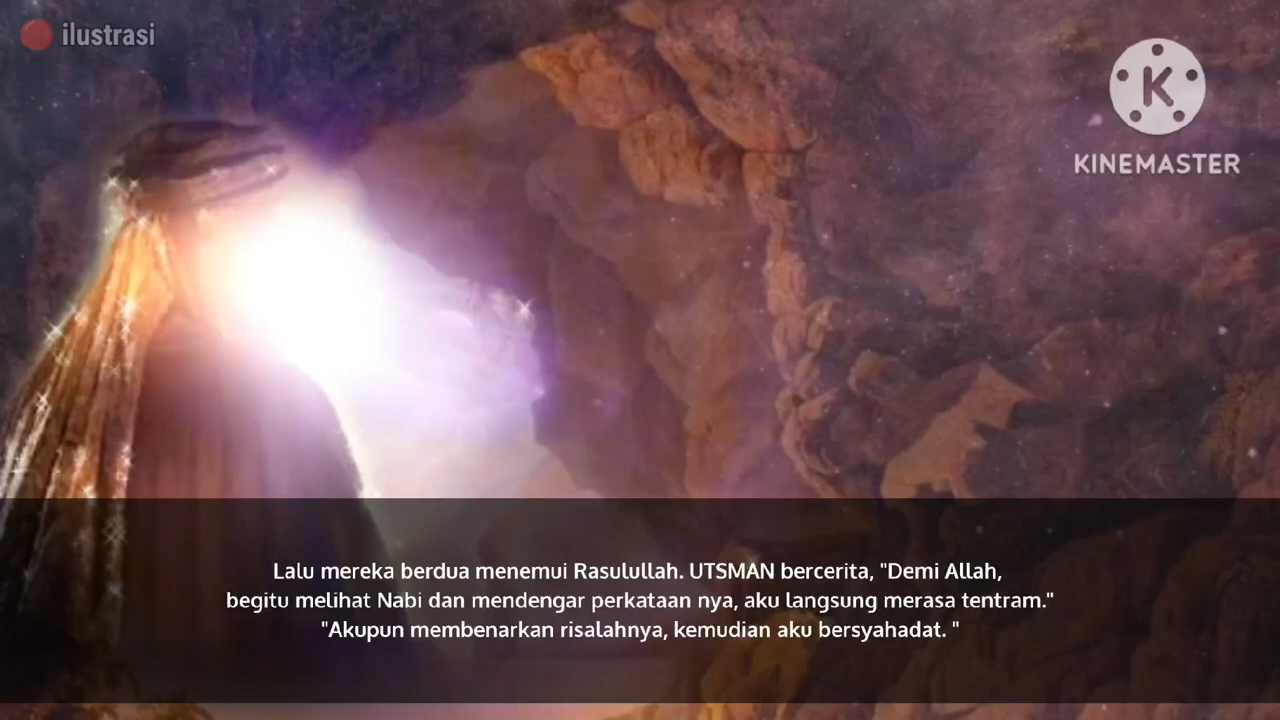 ilustrasi
K
KINEMASTER
Lalu mereka berdua menemui Rasulullah. UTSMAN bercerita, "Demi Allah,
begitu melihat Nabi dan mendengar perkataan nya, aku langsung merasa tentram."
"Akupun membenarkan risalahnya, kemudian aku bersyahadat. "